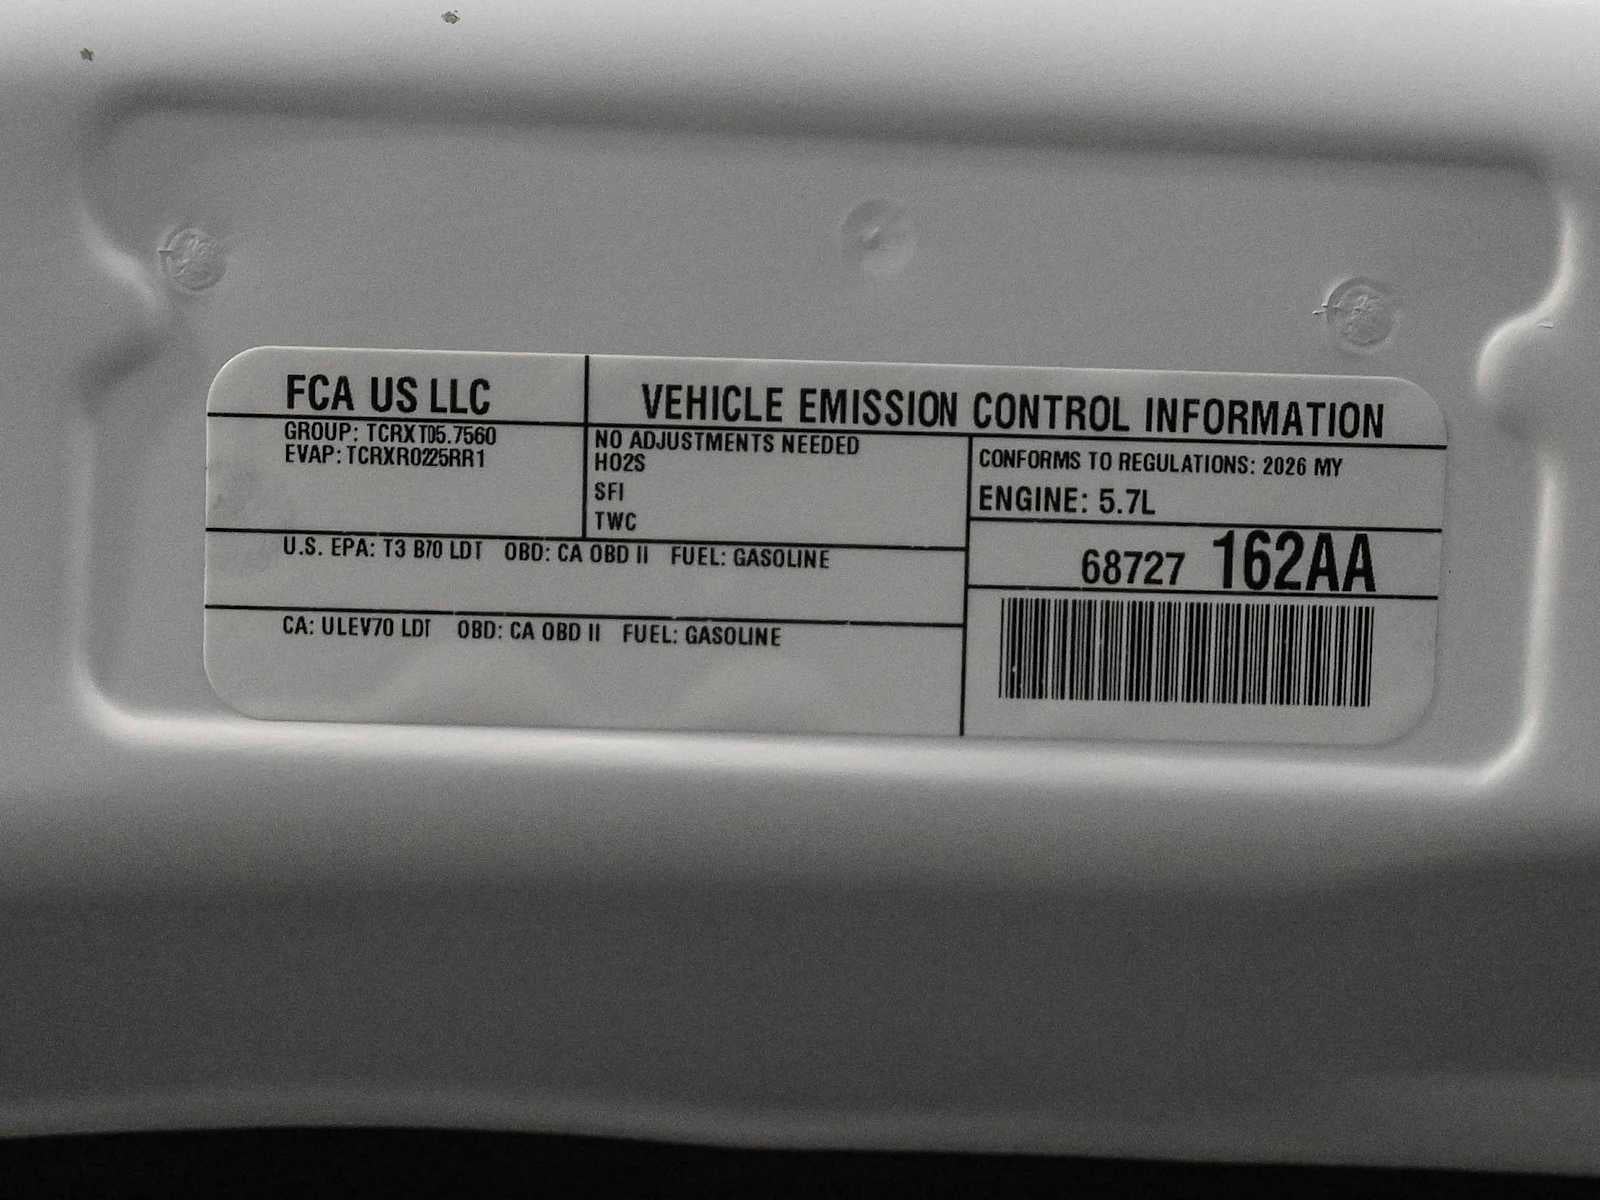 FCA US LLC
VEHICLE EMISSION CONTROL INFORMATION
GROUP: TCRXT05.7560
EVAP: TCRXR0225RR1
NO ADJUSTMENTS NEEDED
HO2S
SFI
TWC
CONFORMS TO REGULATIONS: 2026 MY
ENGINE: 5.7L
U.S. EPA: T3 B70 LDT OBD: CA OBD II FUEL: GASOLINE
68727 162AA
CA: ULEV70 LDT OBD: CA OBD II FUEL: GASOLINE